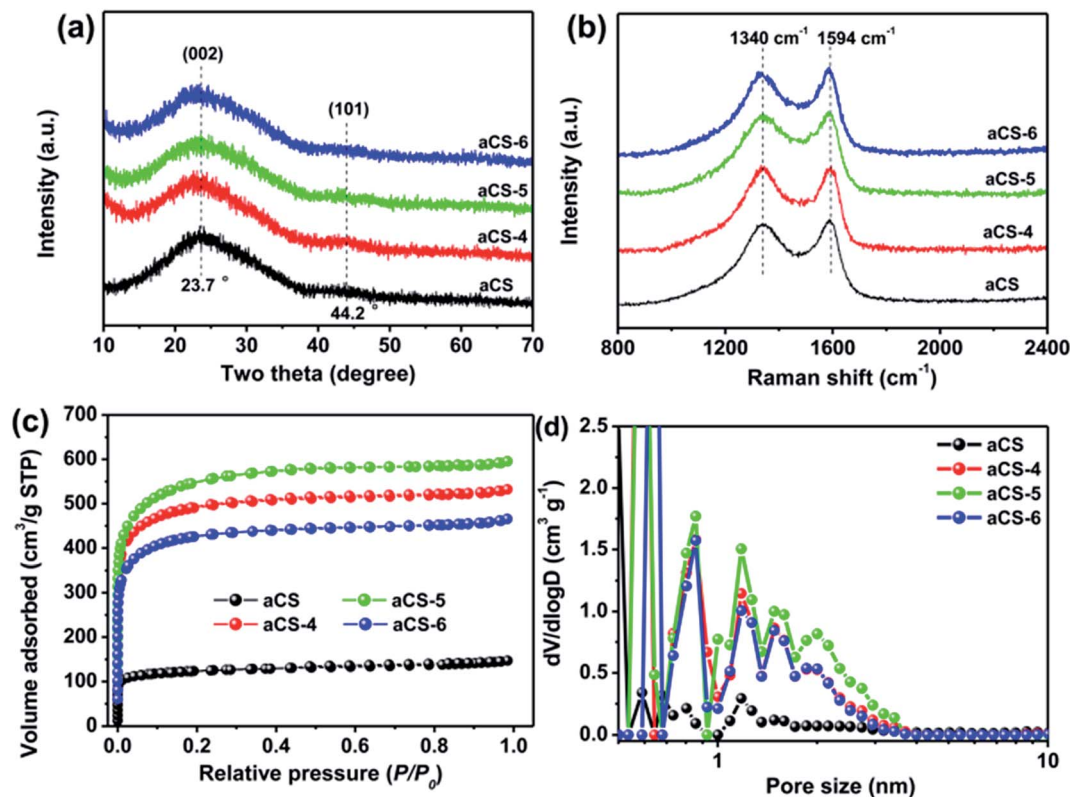 (a)
(002)
(101)
aCS-6
aCS-5
aCS-4
aCS
23.7 °
44.2 °
Intensity (a.u.)
10 20 30 40 50 60 70
Two theta (degree)
(b)
1340 cm-1 1594 cm-1
aCS-6
aCS-5
aCS-4
aCS
Intensity (a.u.)
800 1200 1600 2000 2400
Raman shift (cm-1)
(c)
700
600
500
400
300
200
100
0
Volume adsorbed (cm3/g STP)
aCS aCS-5
aCS-4 aCS-6
0.0 0.2 0.4 0.6 0.8 1.0
Relative pressure (P/P0)
(d)
2.5
2.0
1.5
1.0
0.5
0.0
dV/dlogD (cm3 g-1)
aCS
aCS-4
aCS-5
aCS-6
1 10
Pore size (nm)